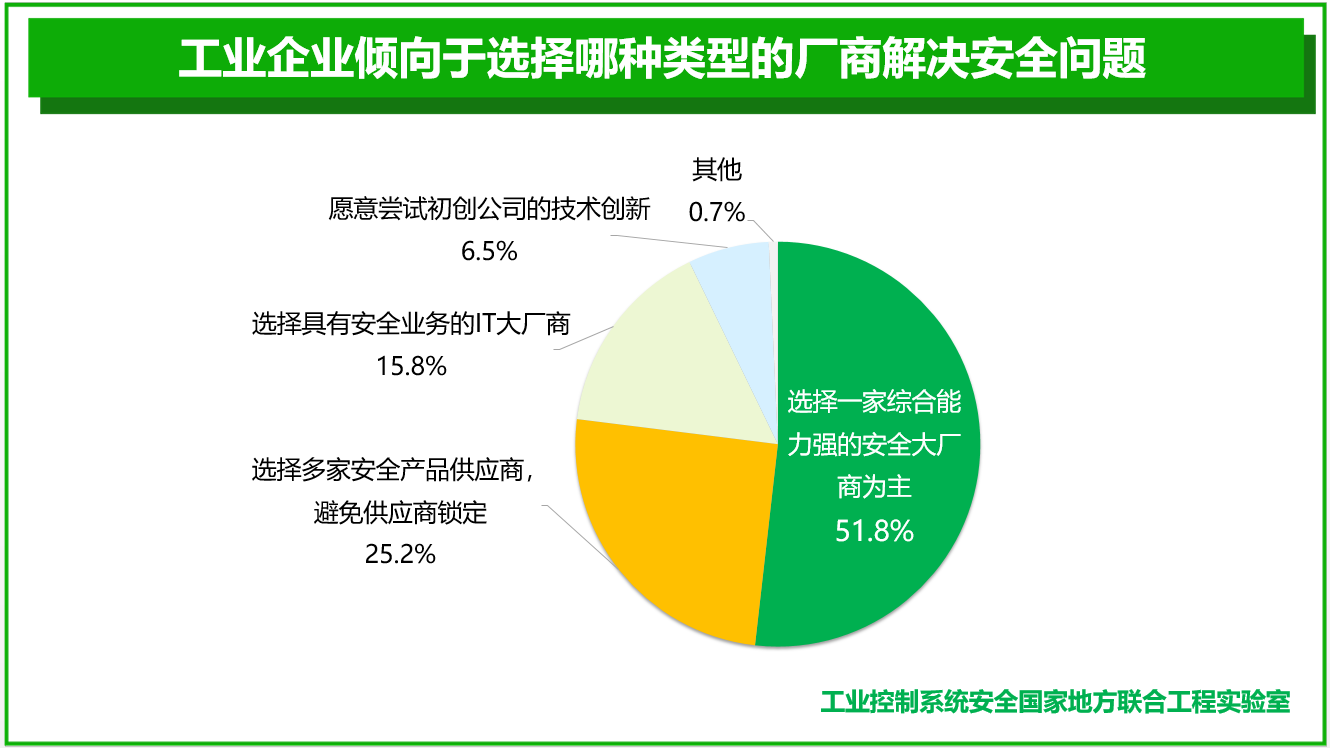 工业企业倾向于选择哪种类型的厂商解决安全问题
其他
0.7%
愿意尝试初创公司的技术创新
6.5%
选择具有安全业务的IT大厂商
15.8%
选择多家安全产品供应商，
避免供应商锁定
25.2%
选择一家综合能
力强的安全大厂
商为主
51.8%
工业控制系统安全国家地方联合工程实验室